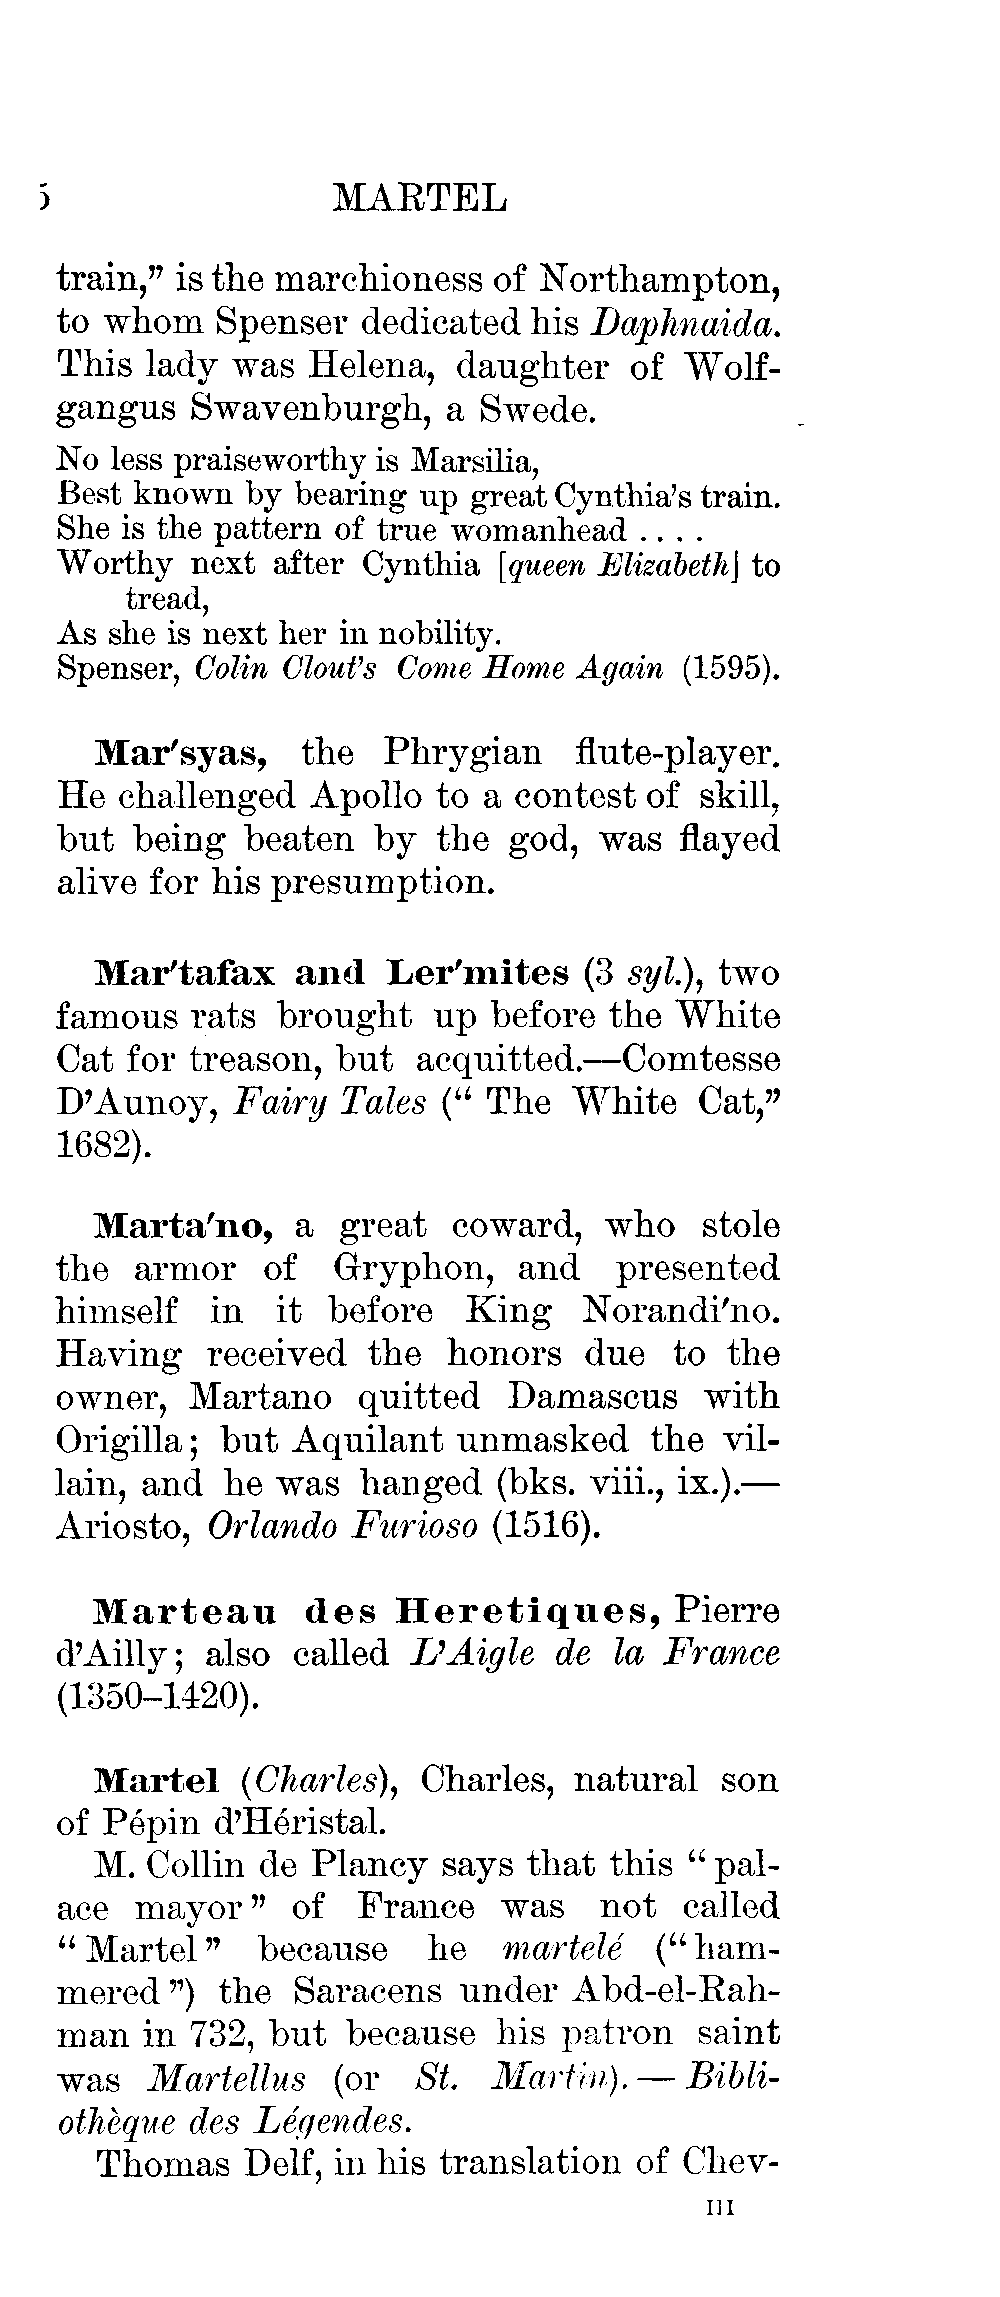 5 MARTEL
train,” is the marchioness of Northampton,
to whom Spenser dedicated his Daphnaida.
This lady was Helena, daughter of Wolf-
gangus Swavenburgh, a Swede.
No less praiseworthy is Marsilia,
Best known by bearing up great Cynthia’s train.
She is the pattern of true womanhead . . . .
Worthy next after Cynthia [queen Elizabeth] to
tread,
As she is next her in nobility.
Spenser, Colin Clout’s Come Home Again (1595).
Mar′syas, the Phrygian flute-player.
He challenged Apollo to a contest of skill,
but being beaten by the god, was flayed
alive for his presumption.
Mar′tafax and Ler′mites (3 syl.), two
famous rats brought up before the White
Cat for treason, but acquitted.—Comtesse
D’Aunoy, Fairy Tales (“ The White Cat,”
1682).
Marta′no, a great coward, who stole
the armor of Gryphon, and presented
himself in it before King Norandi′no.
Having received the honors due to the
owner, Martano quitted Damascus with
Origilla; but Aquilant unmasked the vil-
lain, and he was hanged (bks. viii., ix.).—
Ariosto, Orlando Furioso (1516).
Marteau des Heretiques, Pierre
d’Ailly; also called L’Aigle de la France
(1350–1420).
Martel (Charles), Charles, natural son
of Pépin d’Héristal.
M. Collin de Plancy says that this “ pal-
ace mayor ” of France was not called
“ Martel ” because he martelé (“ ham-
mered ”) the Saracens under Abd-el-Rah-
man in 732, but because his patron saint
was Martellus (or St. Martin). — Bibli-
othèque des Légendes.
Thomas Delf, in his translation of Chev-
III